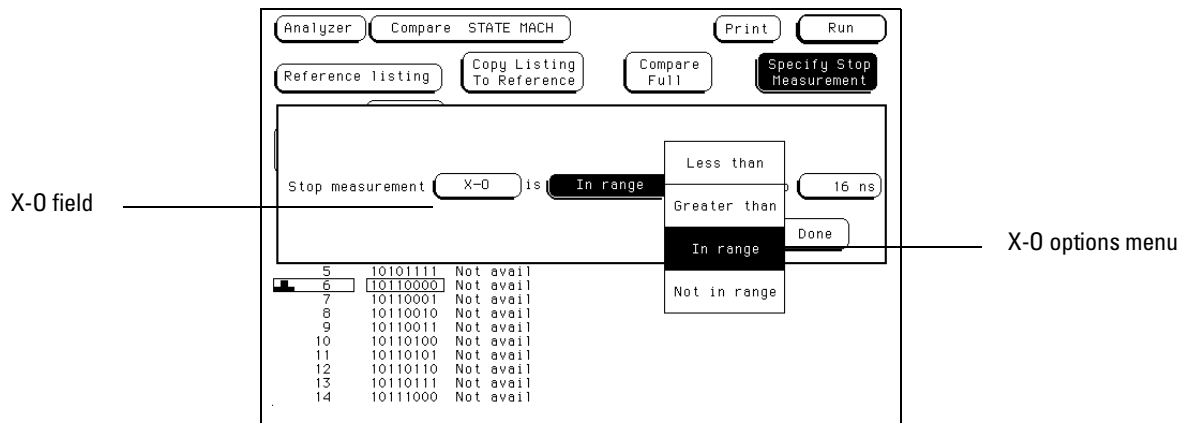 Analyzer Compare STATE MACH Print Run
Reference listing Copy Listing To Reference Compare Full Specify Stop Measurement
Less than
Stop measurement X-O is In range 16 ns
X-O field
Greater than
Done
In range
X-O options menu
Not in range
5 10101111 Not avail
6 10110000 Not avail
7 10110001 Not avail
8 10110010 Not avail
9 10110011 Not avail
10 10110100 Not avail
11 10110101 Not avail
12 10110110 Not avail
13 10110111 Not avail
14 10111000 Not avail